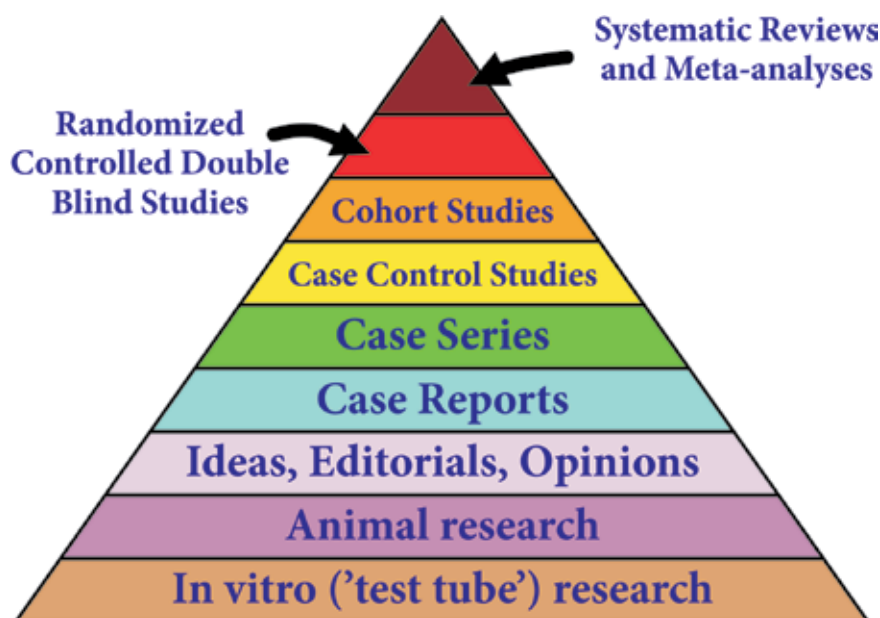 Systematic Reviews
and Meta-analyses
Randomized
Controlled Double
Blind Studies
Cohort Studies
Case Control Studies
Case Series
Case Reports
Ideas, Editorials, Opinions
Animal research
In vitro ('test tube') research